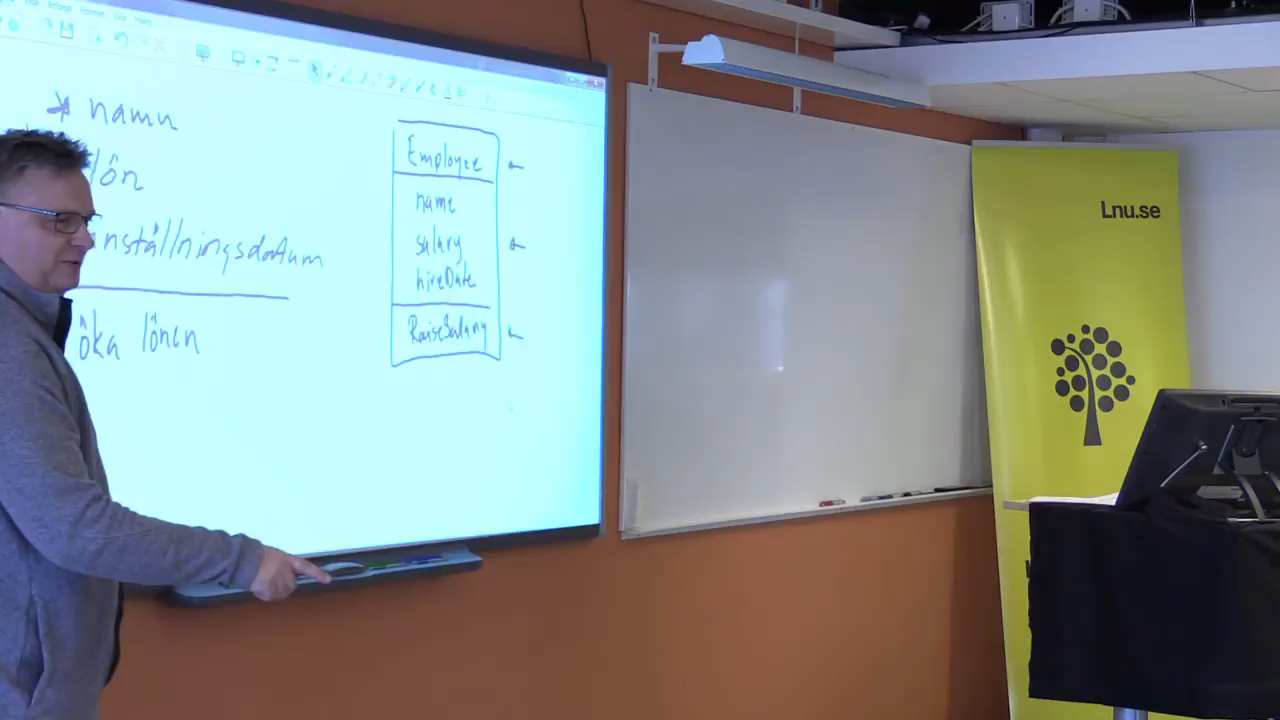 * namn
lön
nställningsdatum
öka lönen
Employee
name
salary
hireDate
RaiseSalary
Lnu.se